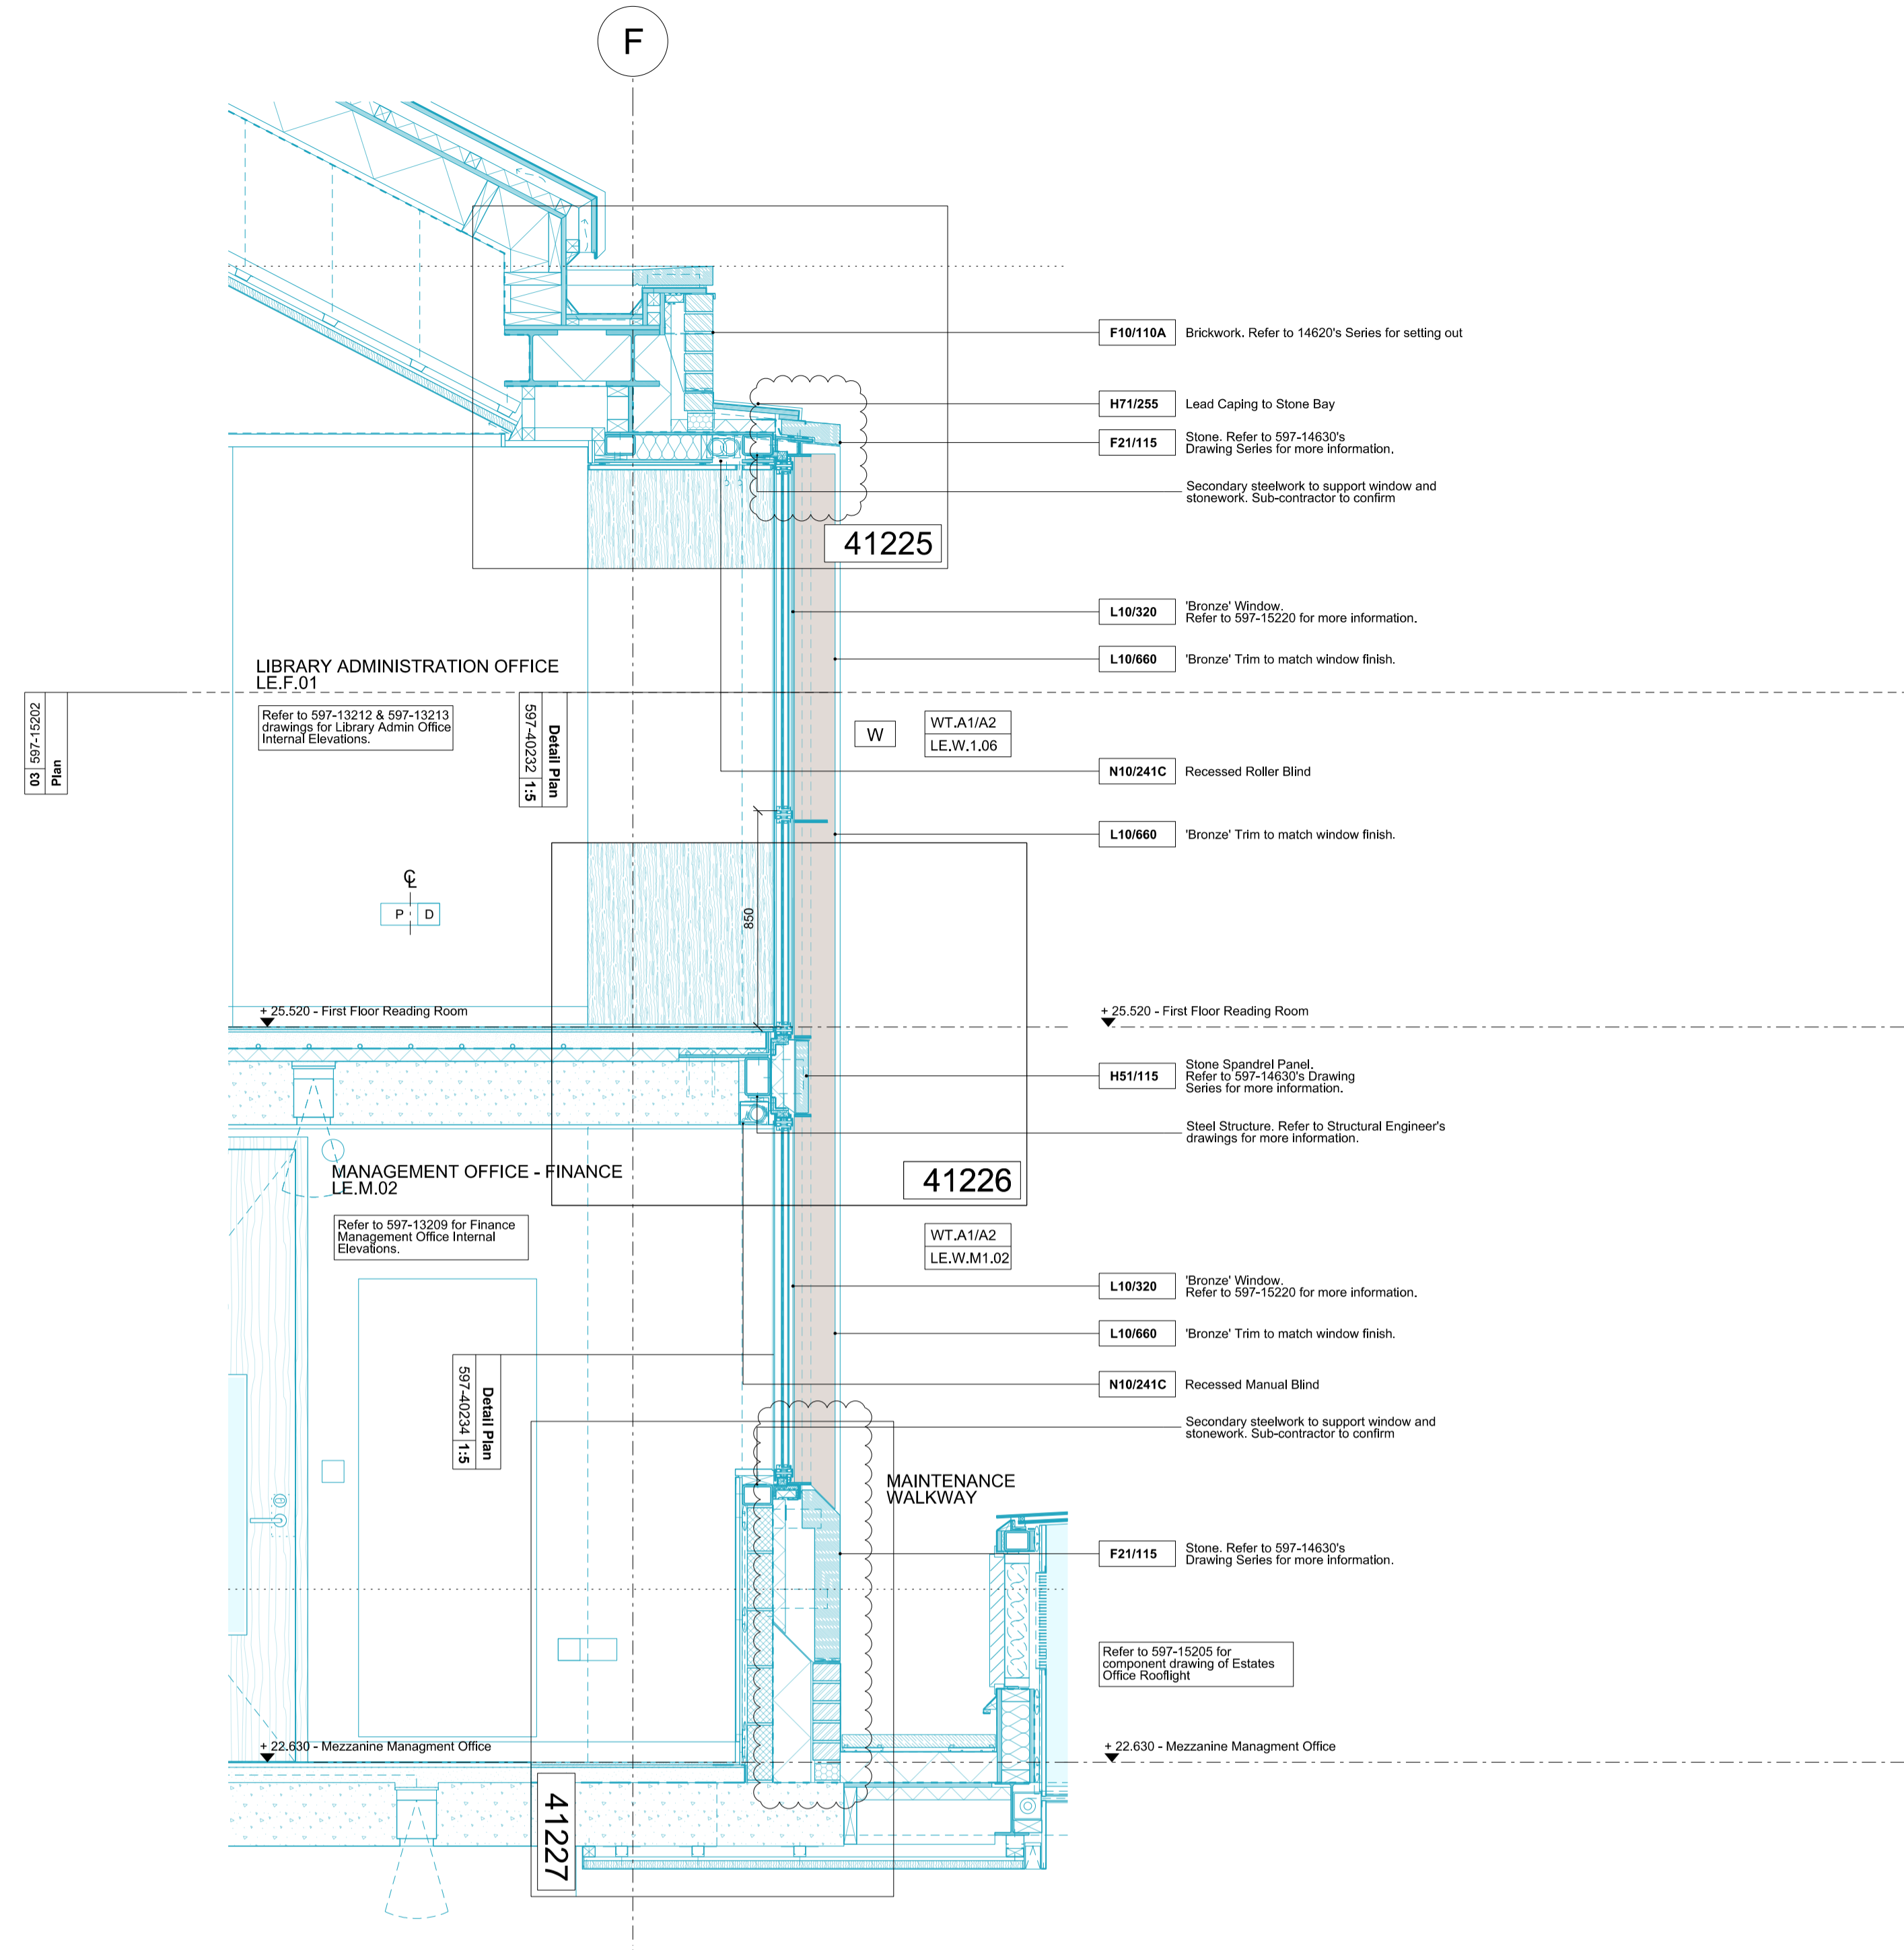 F
F10/110A Brickwork. Refer to 14620's Series for setting out
H71/255 Lead Caping to Stone Bay
F21/115 Stone. Refer to 597-14630's
Drawing Series for more information.
Secondary steelwork to support window and
stonework. Sub-contractor to confirm
41225
L10/320 'Bronze' Window.
Refer to 597-15220 for more information.
L10/660 'Bronze' Trim to match window finish.
LIBRARY ADMINISTRATION OFFICE
LE.F.01
Refer to 597-13212 & 597-13213
drawings for Library Admin Office
Internal Elevations.
03 597-15202
Plan
Detail Plan
597-40232 1:5
W
WT.A1/A2
LE.W.1.06
N10/241C Recessed Roller Blind
L10/660 'Bronze' Trim to match window finish.
850
P D
+ 25.520 - First Floor Reading Room
+ 25.520 - First Floor Reading Room
H51/115 Stone Spandrel Panel.
Refer to 597-14630's Drawing
Series for more information.
Steel Structure. Refer to Structural Engineer's
drawings for more information.
MANAGEMENT OFFICE - FINANCE
LE.M.02
41226
Refer to 597-13209 for Finance
Management Office Internal
Elevations.
WT.A1/A2
LE.W.M1.02
L10/320 'Bronze' Window.
Refer to 597-15220 for more information.
L10/660 'Bronze' Trim to match window finish.
N10/241C Recessed Manual Blind
Detail Plan
597-40234 1:5
Secondary steelwork to support window and
stonework. Sub-contractor to confirm
MAINTENANCE
WALKWAY
F21/115 Stone. Refer to 597-14630's
Drawing Series for more information.
Refer to 597-15205 for
component drawing of Estates
Office Rooflight
+ 22.630 - Mezzanine Managment Office
+ 22.630 - Mezzanine Managment Office
41227